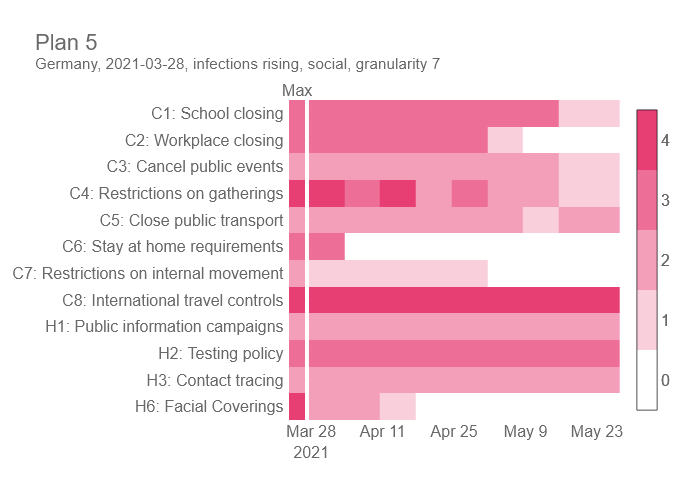 Plan 5
Germany, 2021-03-28, infections rising, social, granularity 7
Max
C1: School closing
C2: Workplace closing
C3: Cancel public events
C4: Restrictions on gatherings
C5: Close public transport
C6: Stay at home requirements
C7: Restrictions on internal movement
C8: International travel controls
H1: Public information campaigns
H2: Testing policy
H3: Contact tracing
H6: Facial Coverings
4
3
2
1
0
Mar 28 Apr 11 Apr 25 May 9 May 23
2021